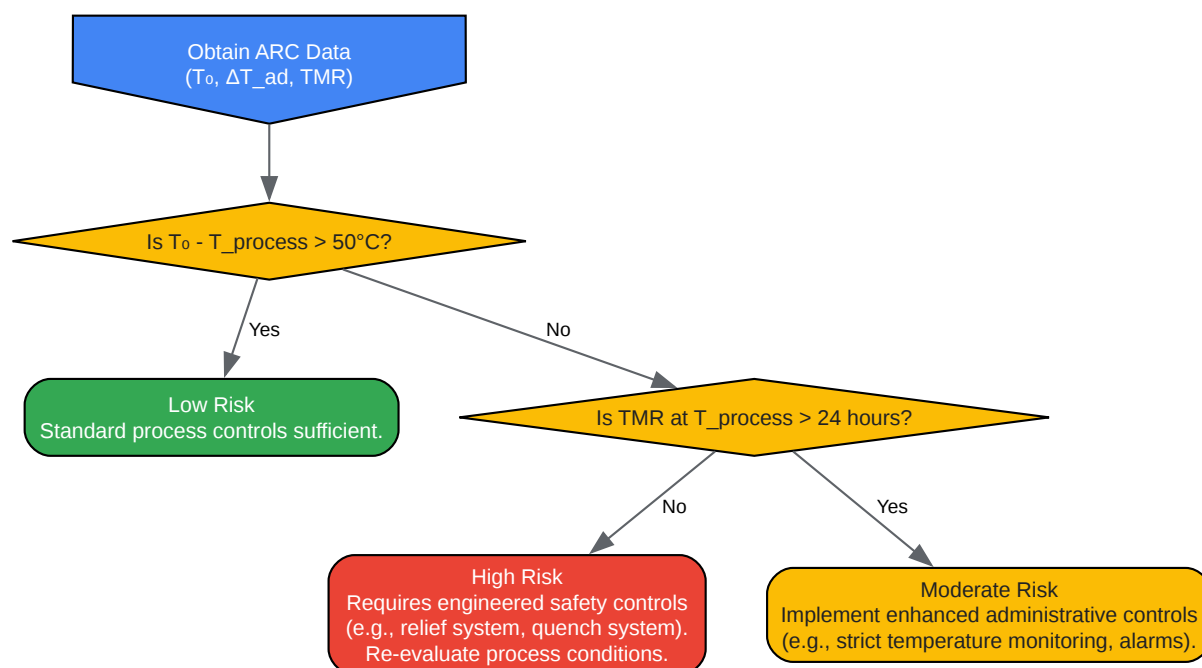 Obtain ARC Data
(T₀, ΔT_ad, TMR)
Is T₀ - T_process > 50°C?
Yes
No
Low Risk
Standard process controls sufficient.
Is TMR at T_process > 24 hours?
No
Yes
High Risk
Requires engineered safety controls
(e.g., relief system, quench system).
Re-evaluate process conditions.
Moderate Risk
Implement enhanced administrative controls
(e.g., strict temperature monitoring, alarms).